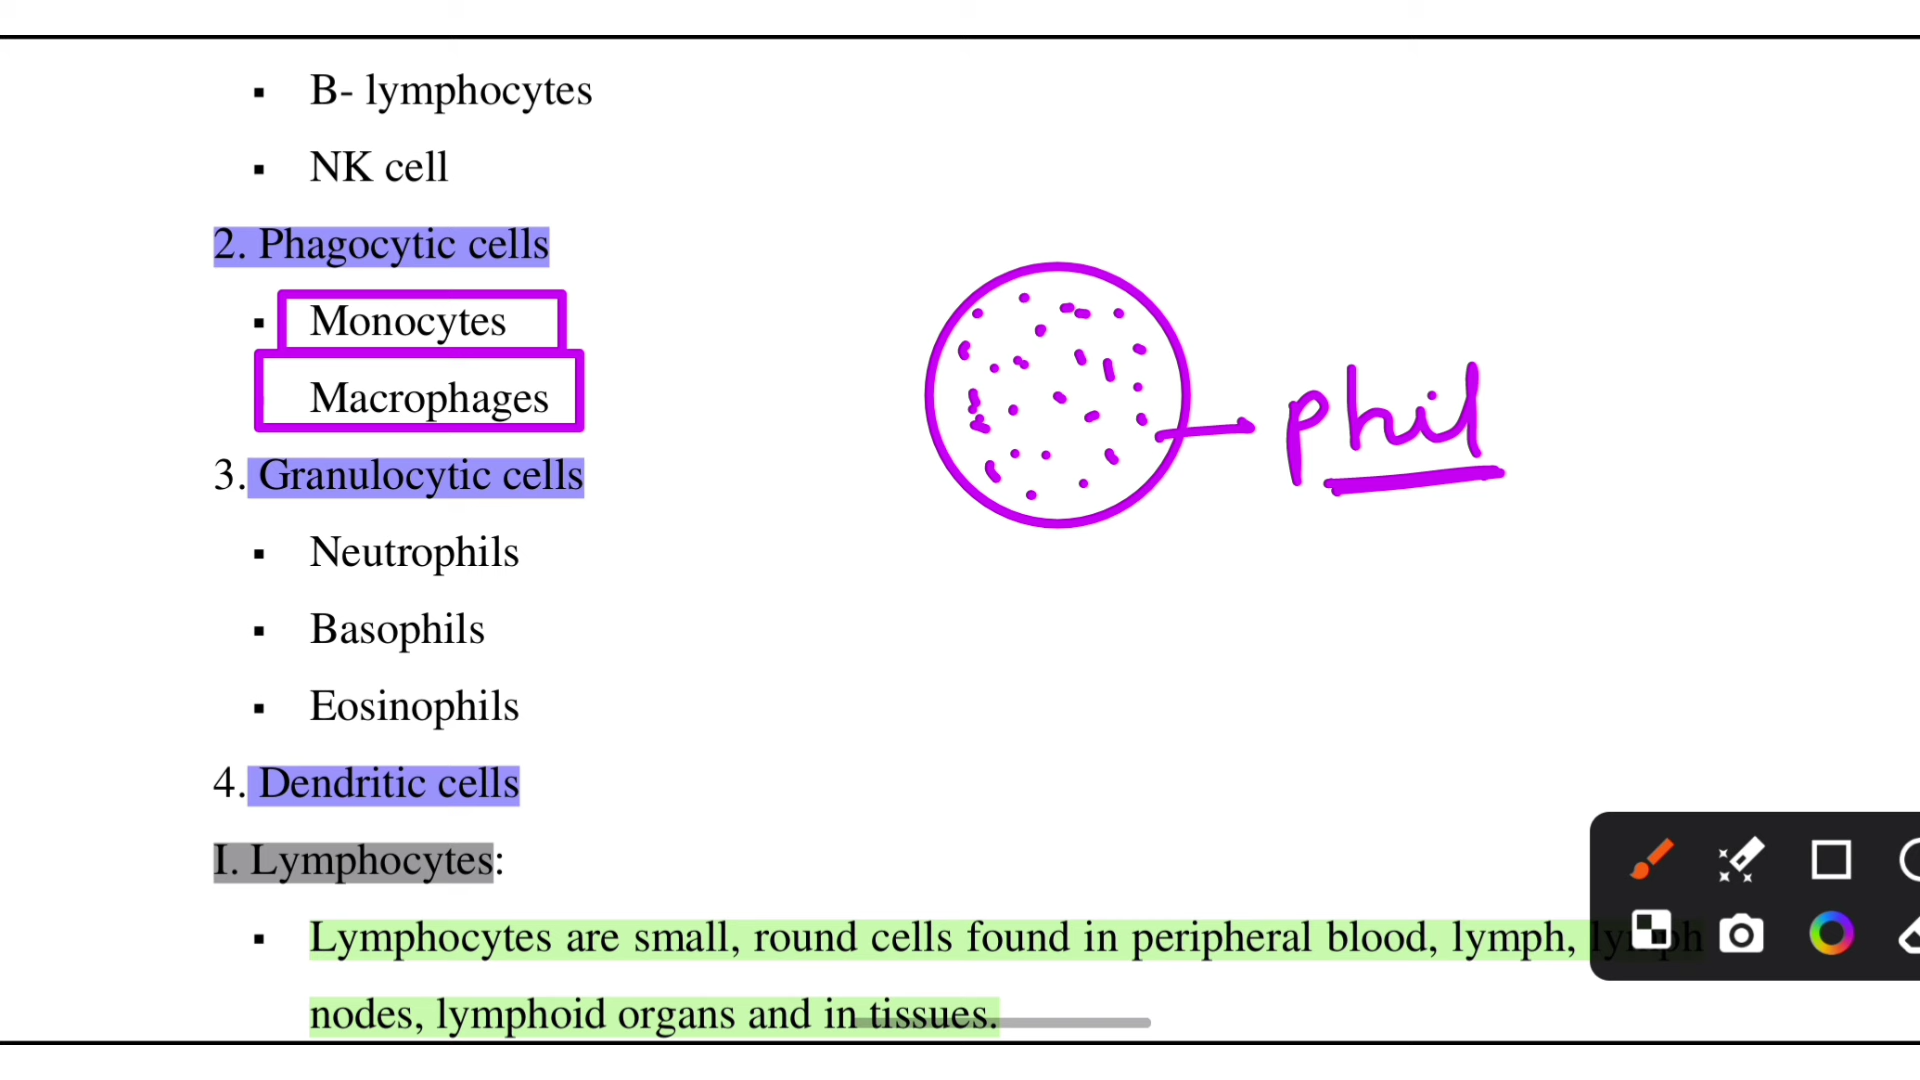 ▪ B- lymphocytes
▪ NK cell
2. Phagocytic cells
▪ Monocytes
Macrophages
phil
3. Granulocytic cells
▪ Neutrophils
▪ Basophils
▪ Eosinophils
4. Dendritic cells
I. Lymphocytes:
▪ Lymphocytes are small, round cells found in peripheral blood, lymph, lymph
nodes, lymphoid organs and in tissues.